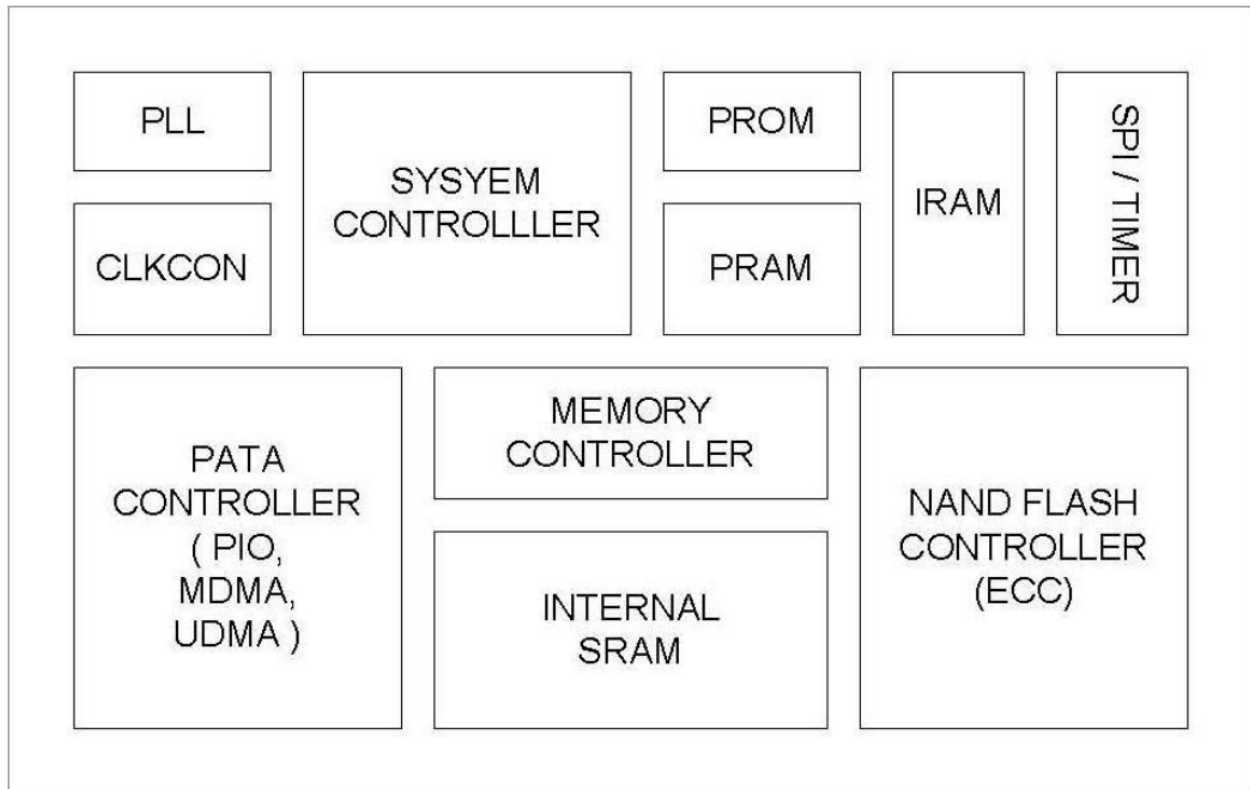 PLL
SYSYEM
CONTROLLLER
PROM
IRAM
SPI / TIMER
CLKCON
PRAM
PATA
CONTROLLER
( PIO,
MDMA,
UDMA )
MEMORY
CONTROLLER
INTERNAL
SRAM
NAND FLASH
CONTROLLER
(ECC)